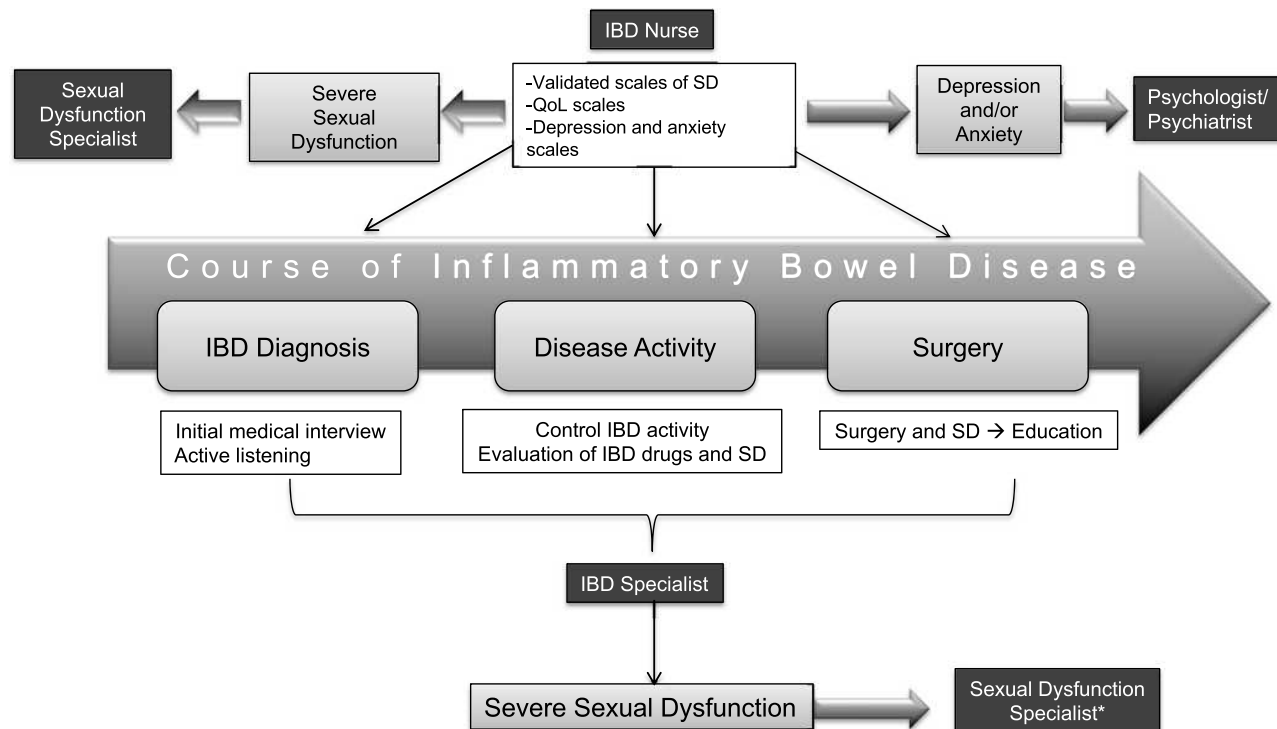 IBD Nurse
Sexual
Dysfunction
Specialist
Severe
Sexual
Dysfunction
-Validated scales of SD
-QoL scales
-Depression and anxiety
scales
Depression
and/or
Anxiety
Psychologist/
Psychiatrist
Course of Inflammatory Bowel Disease
IBD Diagnosis
Disease Activity
Surgery
Initial medical interview
Active listening
Control IBD activity
Evaluation of IBD drugs and SD
Surgery and SD → Education
IBD Specialist
Severe Sexual Dysfunction
Sexual Dysfunction
Specialist*